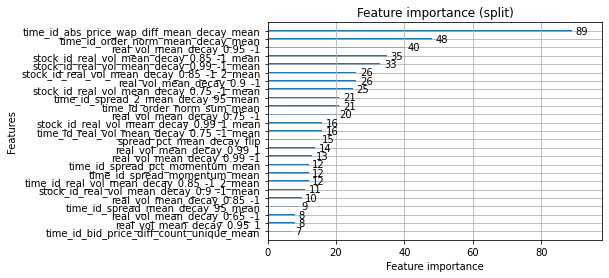 Feature importance (split)
time_id_abs_price_wap_diff_mean_decay_mean 89
time_id_order_norm_mean_decay_mean 48
real_vol_mean_decay_0.95_-1 40
stock_id_real_vol_mean_decay_0.85_-1_mean 35
stock_id_real_vol_mean_decay_0.99_-1_mean 33
stock_id_real_vol_mean_decay_0.85_-1_2_mean 26
real_vol_mean_decay_0.9_-1 26
stock_id_real_vol_mean_decay_0.75_-1_mean 25
time_id_spread_2_mean_decay_95_mean 21
time_id_order_norm_sum_mean 21
real_vol_mean_decay_0.75_-1 20
stock_id_real_vol_mean_decay_0.99_1_mean 16
time_id_real_vol_mean_decay_0.75_-1_mean 16
spread_pct_mean_decay_flip 15
real_vol_mean_decay_0.99_1 14
real_vol_mean_decay_0.99_-1 13
time_id_spread_pct_momentum_mean 12
time_id_spread_momentum_mean 12
time_id_real_vol_mean_decay_0.85_-1_2_mean 12
stock_id_real_vol_mean_decay_0.9_-1_mean 11
real_vol_mean_decay_0.85_-1 10
time_id_spread_mean_decay_95_mean 9
real_vol_mean_decay_0.65_-1 8
real_vol_mean_decay_0.95_1 8
time_id_bid_price_diff_count_unique_mean 7
Features
0 20 40 60 80
Feature importance